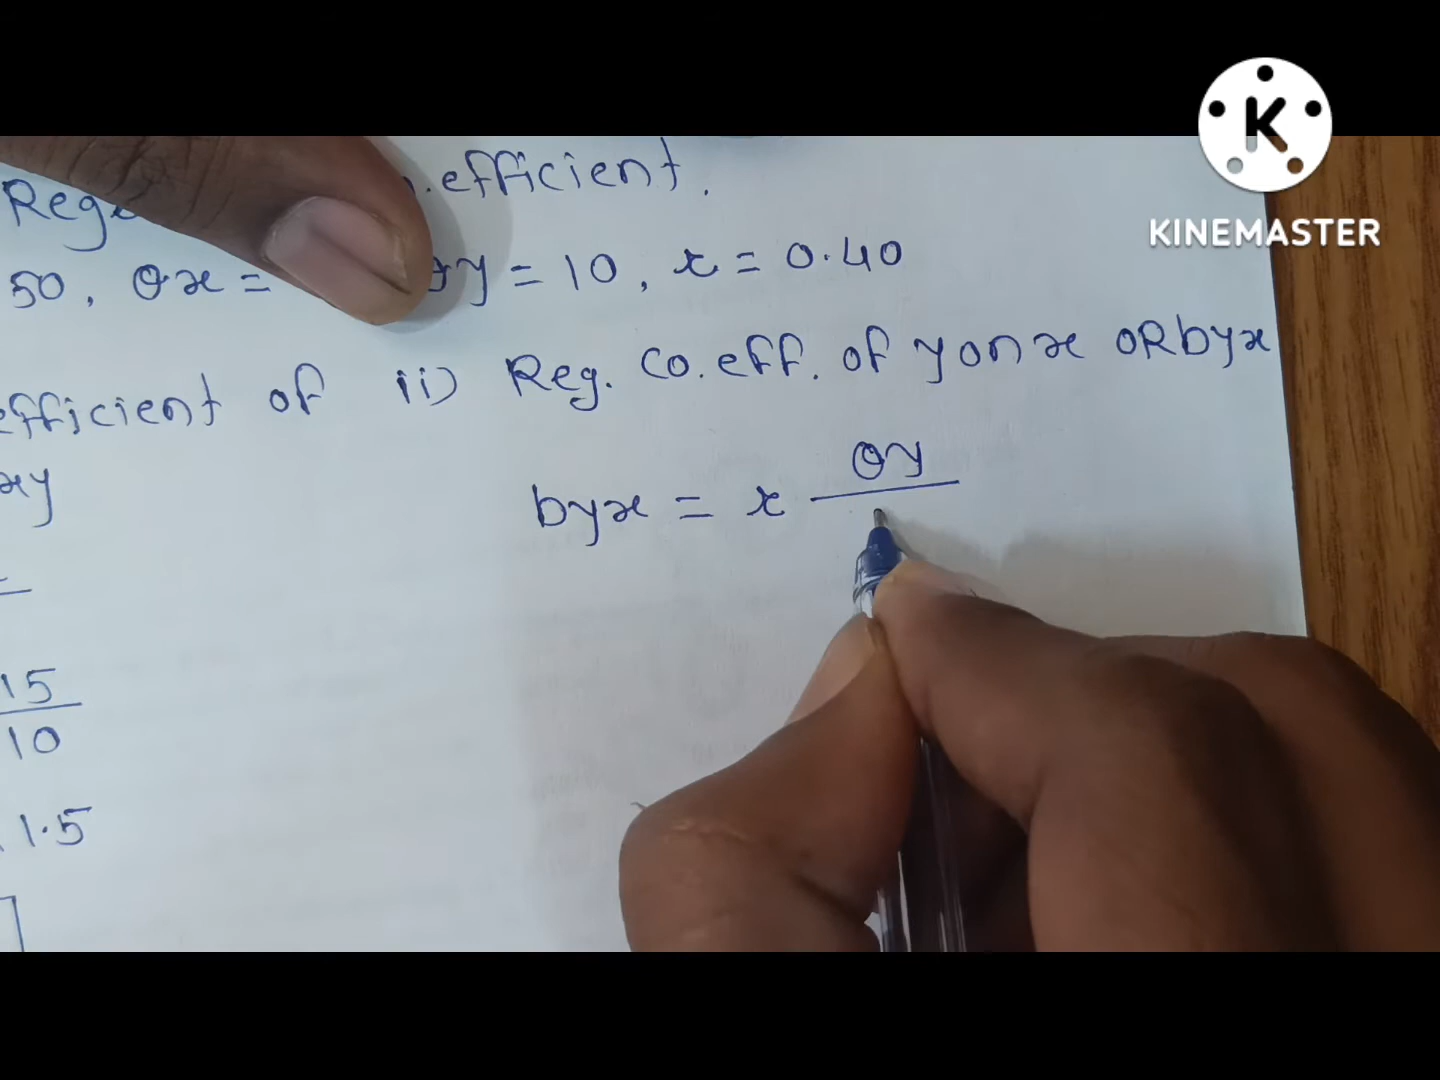 K
KINEMASTER
efficient.
50, σx = σy = 10, r = 0.40
efficient of ii) Reg. co.eff. of y on x OR byx
xy
byx = r σy
15
10
1.5